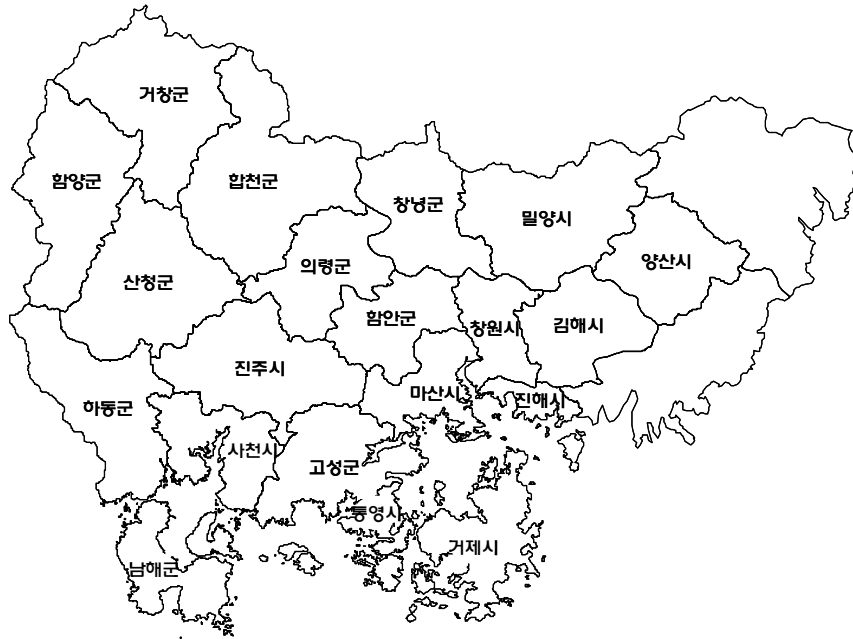 거창군
함양군
합천군
창녕군
밀양시
산청군
의령군
양산시
함안군
창원시
김해시
진주시
하동군
마산시
진해시
사천시
고성군
통영시
남해군
거제시